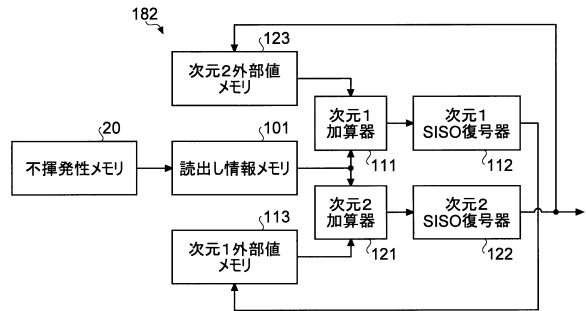 182
123
次元2外部値
メモリ
次元1
加算器
111
次元1
SISO復号器
112
20
不揮発性メモリ
101
読出し情報メモリ
113
次元1外部値
メモリ
次元2
加算器
121
次元2
SISO復号器
122